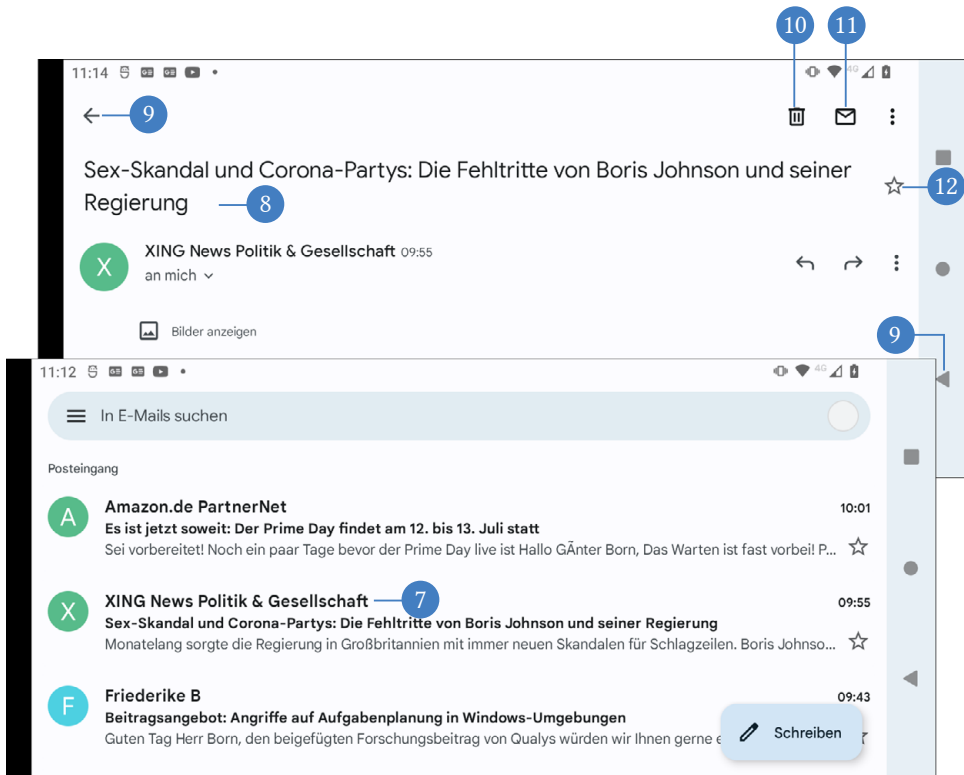 10 11
11:14 4G
9
Sex-Skandal und Corona-Partys: Die Fehltritte von Boris Johnson und seiner
12
Regierung 8
X XING News Politik & Gesellschaft 09:55
an mich
Bilder anzeigen
9
11:12 4G
In E-Mails suchen
Posteingang
A Amazon.de PartnerNet 10:01
Es ist jetzt soweit: Der Prime Day findet am 12. bis 13. Juli statt
Sei vorbereitet! Noch ein paar Tage bevor der Prime Day live ist Hallo GÃnter Born, Das Warten ist fast vorbei! P...
X XING News Politik & Gesellschaft 7 09:55
Sex-Skandal und Corona-Partys: Die Fehltritte von Boris Johnson und seiner Regierung
Monatelang sorgte die Regierung in Großbritannien mit immer neuen Skandalen für Schlagzeilen. Boris Johnso...
F Friederike B 09:43
Beitragsangebot: Angriffe auf Aufgabenplanung in Windows-Umgebungen
Guten Tag Herr Born, den beigefügten Forschungsbeitrag von Qualys würden wir Ihnen gerne
Schreiben